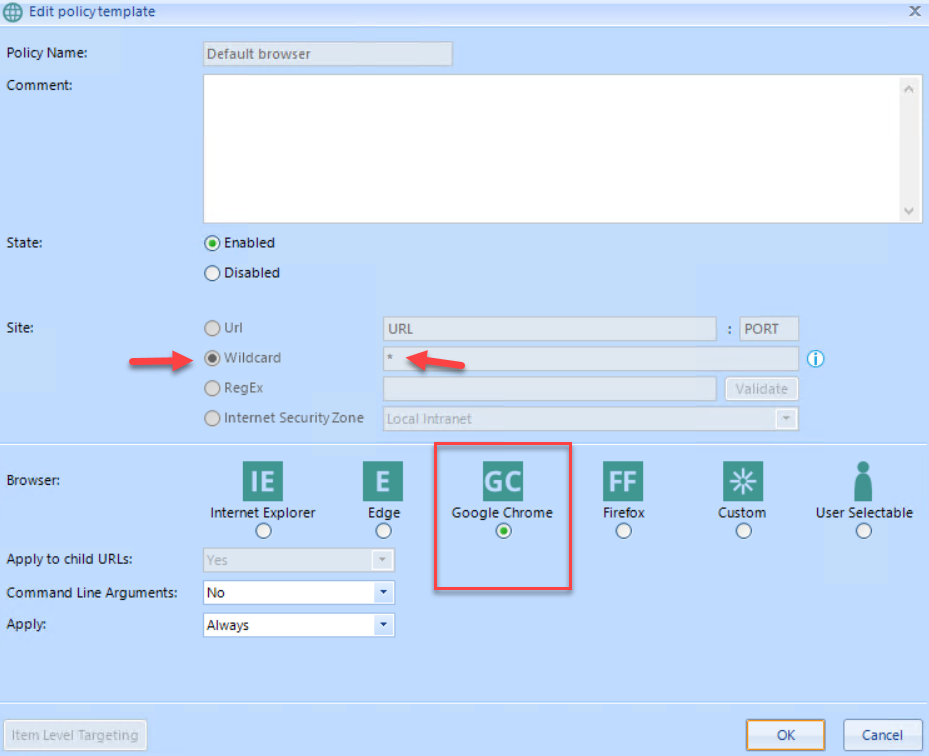 Edit policy template
Policy Name: Default browser
Comment:
State: Enabled
Disabled
Site: Url URL : PORT
Wildcard * i
RegEx Validate
Internet Security Zone Local Intranet
IE E GC FF
Browser: Internet Explorer Edge Google Chrome Firefox Custom User Selectable
Apply to child URLs: Yes
Command Line Arguments: No
Apply: Always
Item Level Targeting OK Cancel